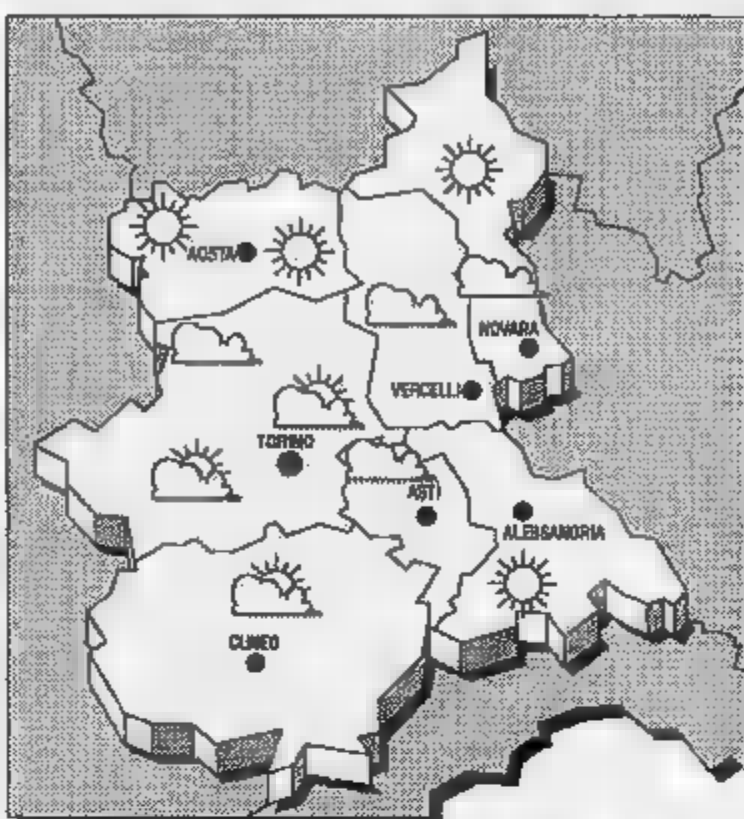 AOSTA
NOVARA
VERCELLI
TORINO
ASTI
ALESSANDRIA
CUNEO